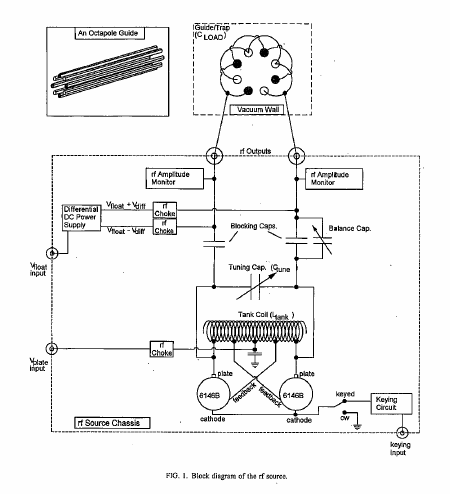 An Octapole Guide
Guide/Trap
(C LOAD)
Vacuum Wall
rf Outputs
rf Amplitude
Monitor
rf Amplitude
Monitor
Differential
DC Power
Supply
Vfloat + Vdiff
rf
Choke
Vfloat - Vdiff
rf
Choke
Blocking Caps.
Balance Cap.
Vfloat
input
Tuning Cap. (Ctune
Tank Coil (Ltank)
rf
Choke
Vplate
input
plate
plate
6146B
feedback
feedback
6146B
cathode
cathode
keyed
cw
Keying
Circuit
keying
input
rf Source Chassis
FIG. 1. Block diagram of the rf source.